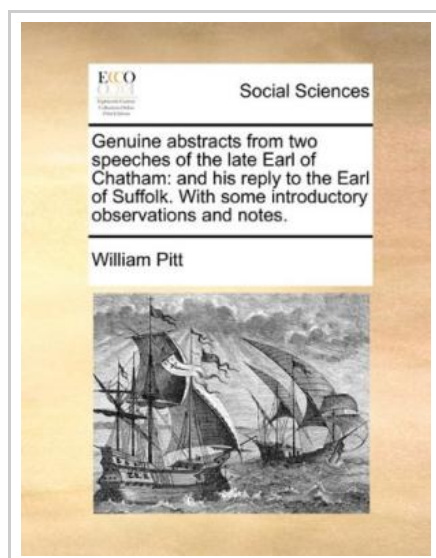 ECCO
Social Sciences
Genuine abstracts from two
speeches of the late Earl of
Chatham: and his reply to the Earl
of Suffolk. With some introductory
observations and notes.
William Pitt